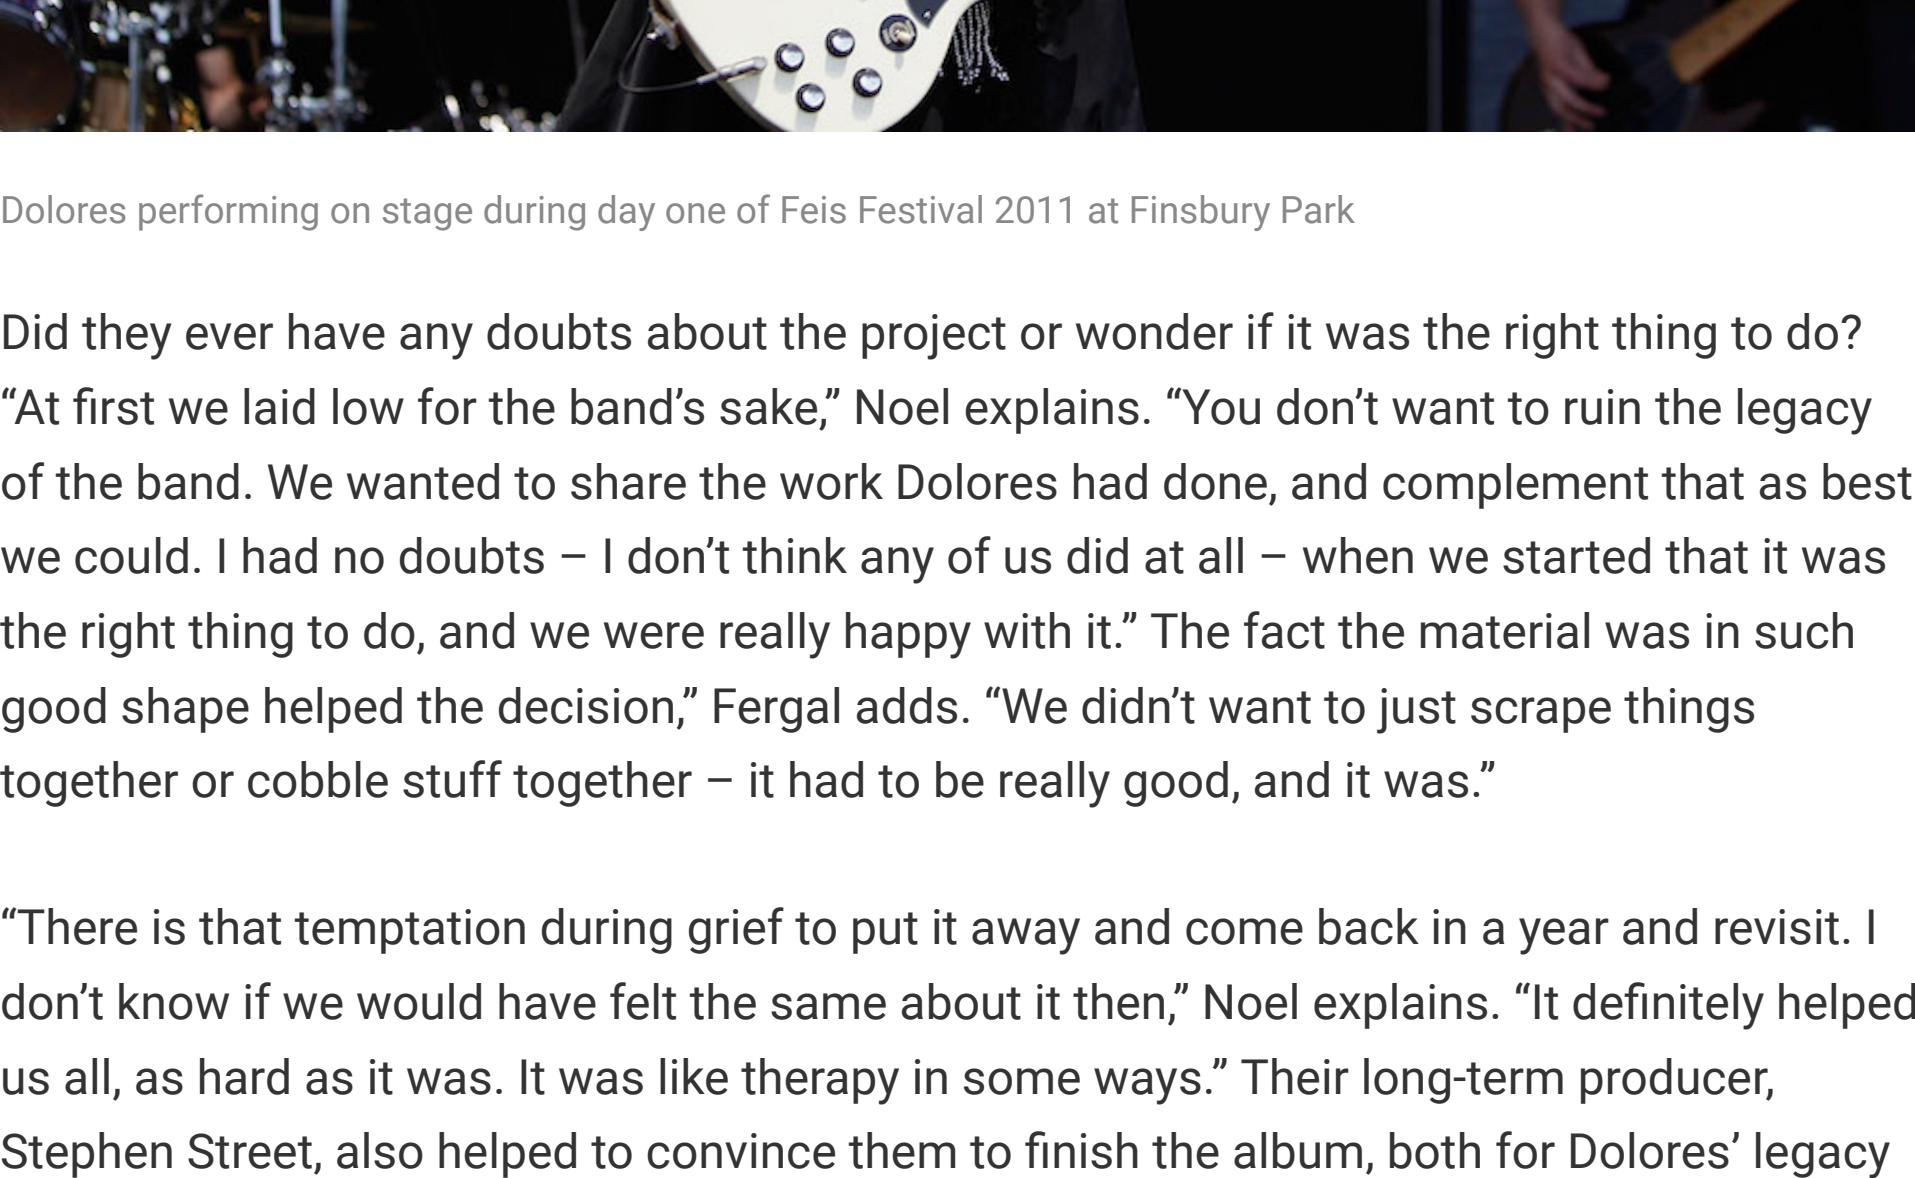 Dolores performing on stage during day one of Feis Festival 2011 at Finsbury Park
Did they ever have any doubts about the project or wonder if it was the right thing to do?
“At first we laid low for the band’s sake,” Noel explains. “You don’t want to ruin the legacy
of the band. We wanted to share the work Dolores had done, and complement that as best
we could. I had no doubts – I don’t think any of us did at all – when we started that it was
the right thing to do, and we were really happy with it.” The fact the material was in such
good shape helped the decision,” Fergal adds. “We didn’t want to just scrape things
together or cobble stuff together – it had to be really good, and it was.”
“There is that temptation during grief to put it away and come back in a year and revisit. I
don’t know if we would have felt the same about it then,” Noel explains. “It definitely helped
us all, as hard as it was. It was like therapy in some ways.” Their long-term producer,
Stephen Street, also helped to convince them to finish the album, both for Dolores’ legacy